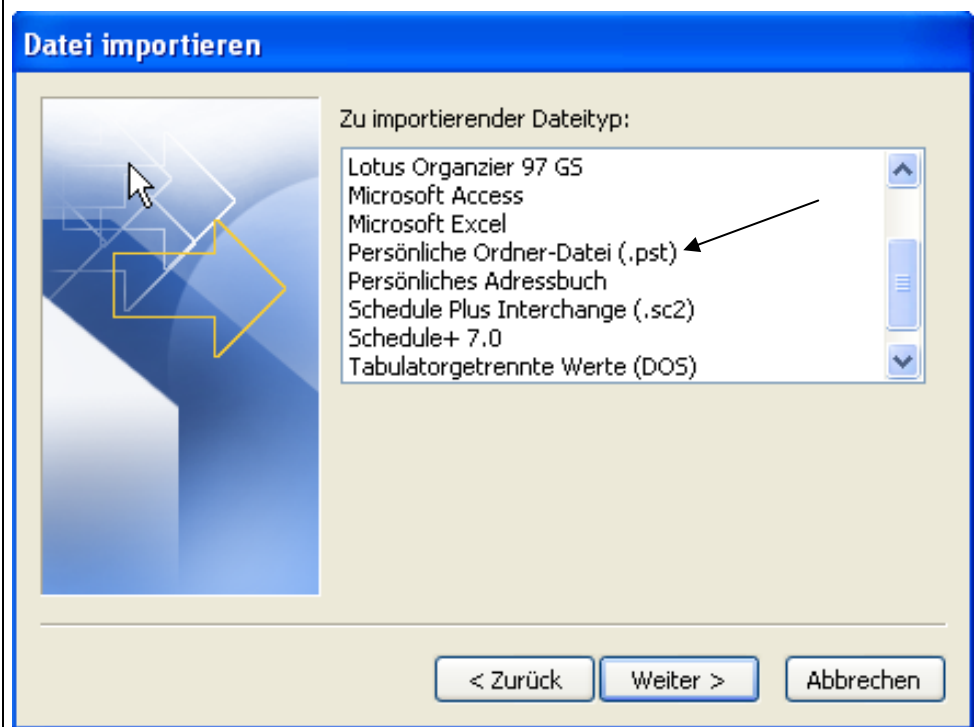 Datei importieren
Zu importierender Dateityp:
Lotus Organzier 97 GS
Microsoft Access
Microsoft Excel
Persönliche Ordner-Datei (.pst)
Persönliches Adressbuch
Schedule Plus Interchange (.sc2)
Schedule+ 7.0
Tabulatorgetrennte Werte (DOS)
< Zurück Weiter > Abbrechen